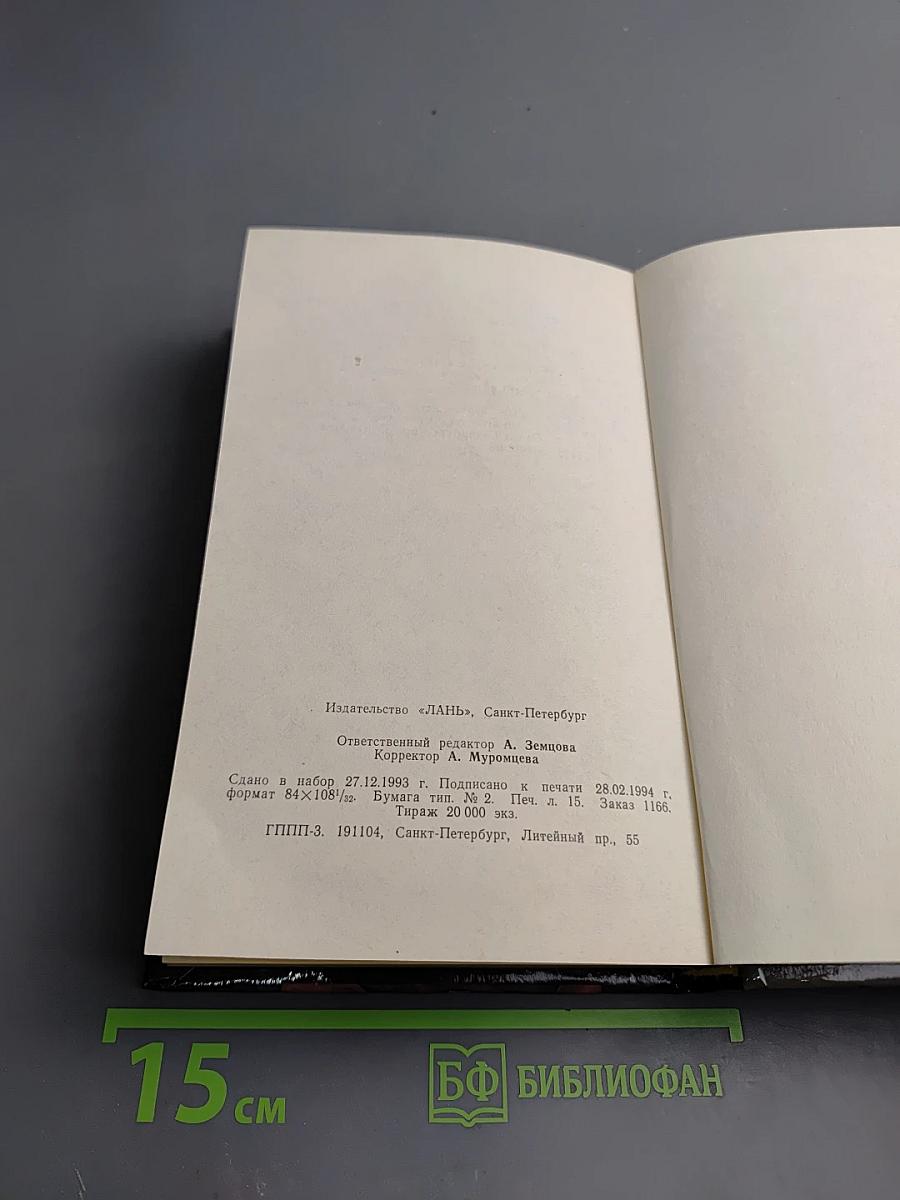 Издательство «ЛАНЬ», Санкт-Петербург
Ответственный редактор А. Земцова
Корректор А. Муромцева
Сдано в набор 27.12.1993 г. Подписано к печати 28.02.1994 г.
формат 84×108¹/₃₂. Бумага тип. № 2. Печ. л. 15. Заказ 1166.
Тираж 20 000 экз.
ГППП-3. 191104, Санкт-Петербург, Литейный пр., 55
15 см
БФ БИБЛИОФАН